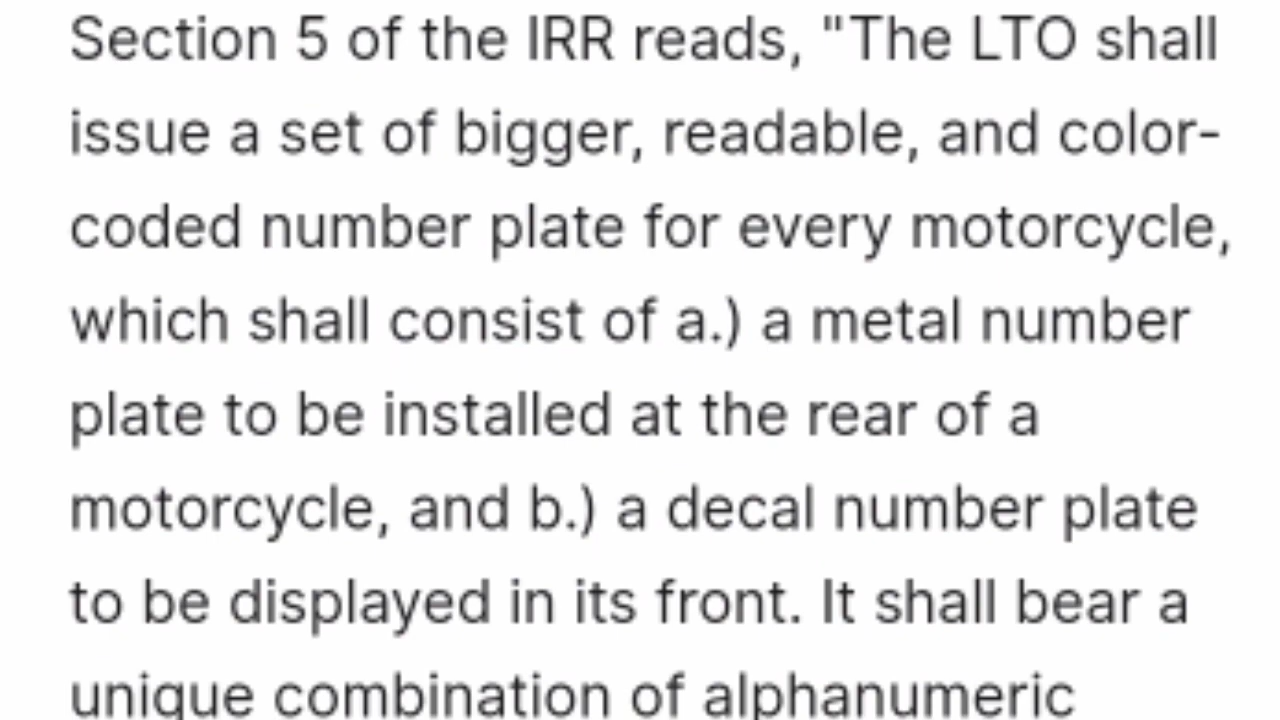 Section 5 of the IRR reads, "The LTO shall
issue a set of bigger, readable, and color-
coded number plate for every motorcycle,
which shall consist of a.) a metal number
plate to be installed at the rear of a
motorcycle, and b.) a decal number plate
to be displayed in its front. It shall bear a
unique combination of alphanumeric